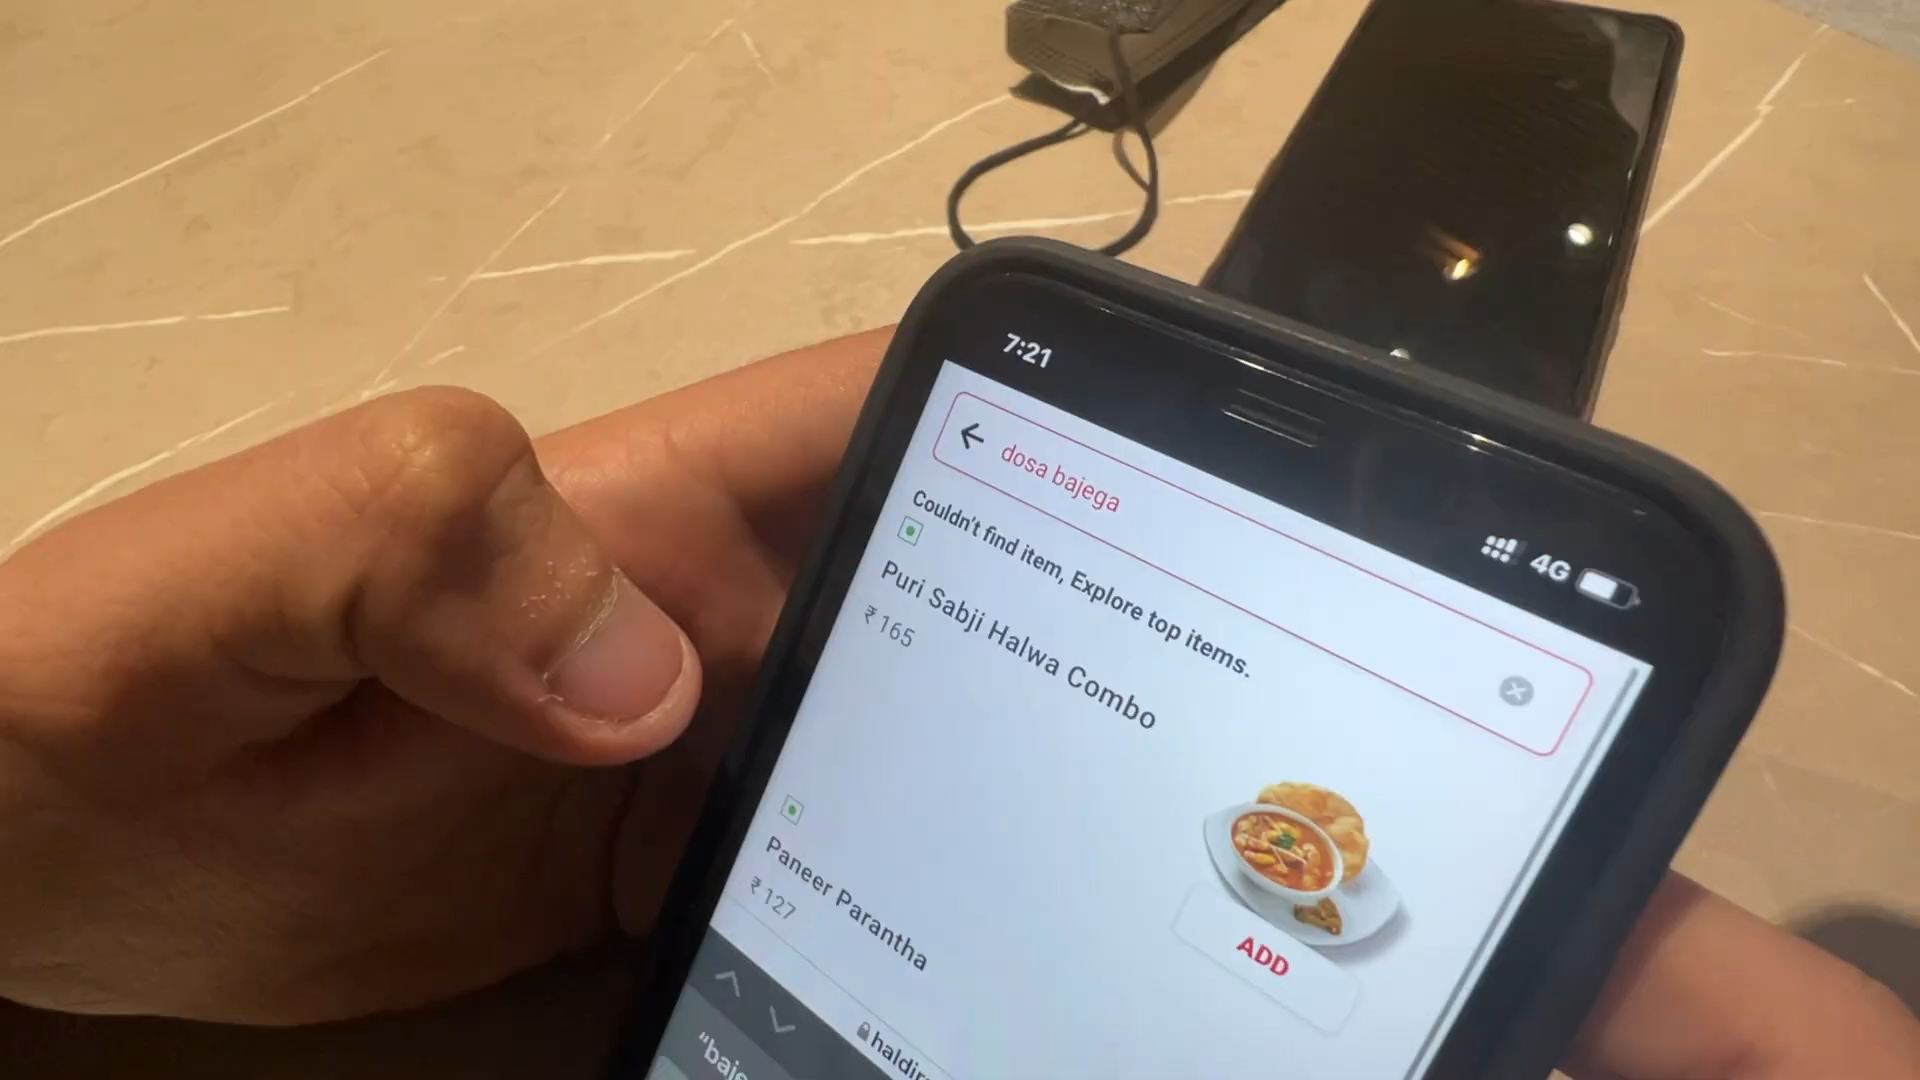 7:21
4G
dosa bajega
Couldn't find item, Explore top items.
Puri Sabji Halwa Combo
₹ 165
ADD
Paneer Parantha
₹ 127